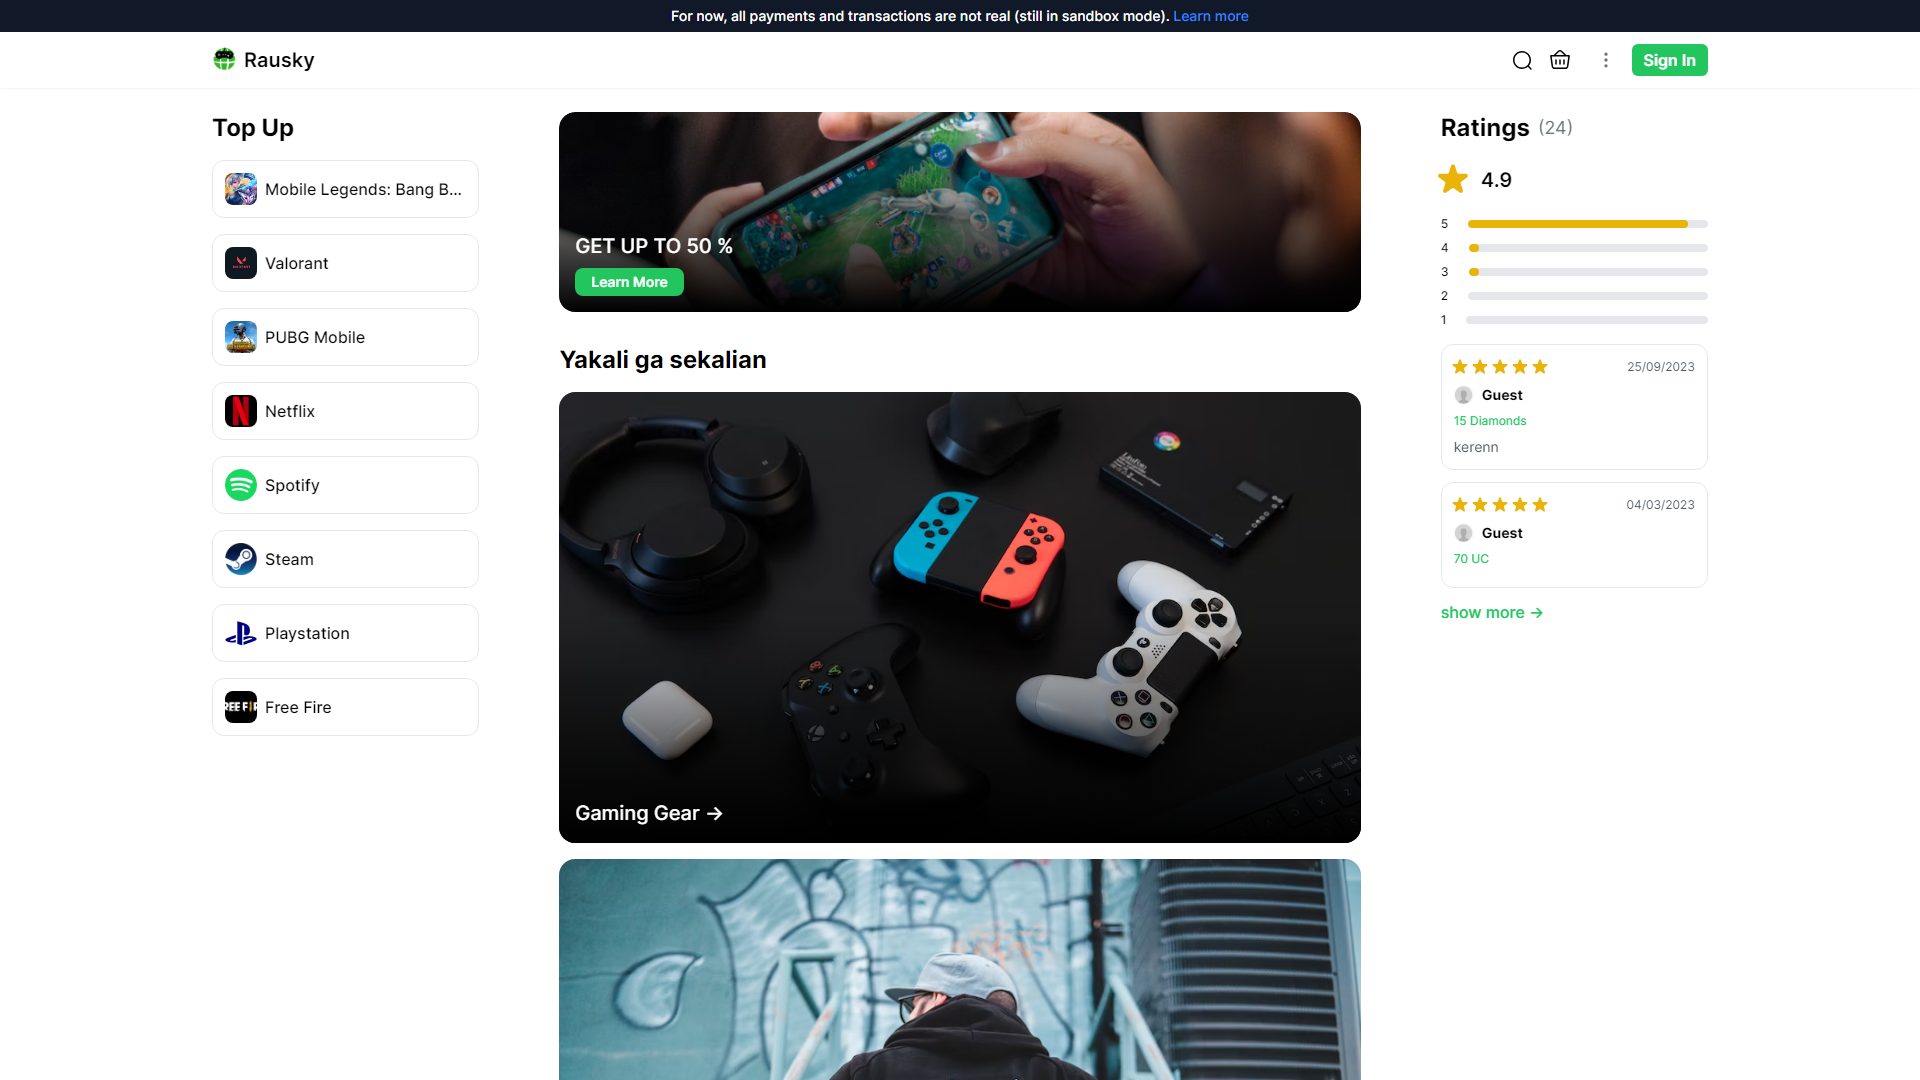 For now, all payments and transactions are not real (still in sandbox mode). Learn more
Rausky
Sign In
Top Up
Mobile Legends: Bang B...
Valorant
PUBG Mobile
Netflix
Spotify
Steam
Playstation
Free Fire
GET UP TO 50 %
Learn More
Yakali ga sekalian
Gaming Gear →
Ratings (24)
4.9
5
4
3
2
1
25/09/2023
Guest
15 Diamonds
kerenn
04/03/2023
Guest
70 UC
show more →